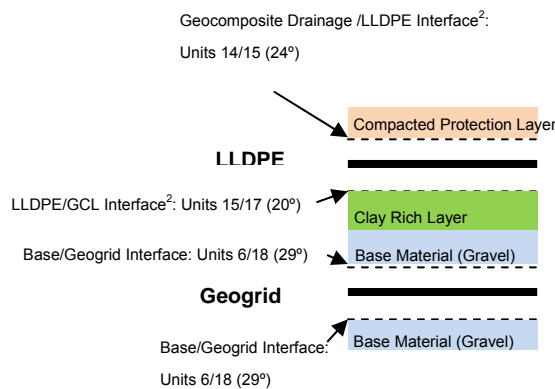 Geocomposite Drainage /LLDPE Interface²:
Units 14/15 (24º)
Compacted Protection Layer
LLDPE
LLDPE/GCL Interface²: Units 15/17 (20º)
Clay Rich Layer
Base/Geogrid Interface: Units 6/18 (29º)
Base Material (Gravel)
Geogrid
Base/Geogrid Interface:
Units 6/18 (29º)
Base Material (Gravel)